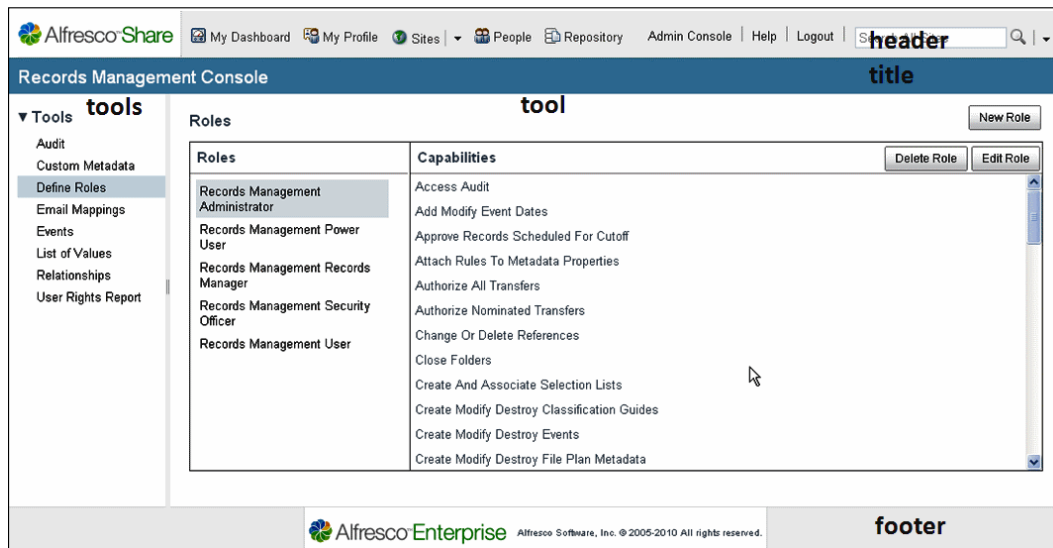 Alfresco Share My Dashboard My Profile Sites People Repository Admin Console Help Logout header
Records Management Console title
Tools tools tool
Roles New Role
Audit
Custom Metadata
Define Roles
Email Mappings
Events
List of Values
Relationships
User Rights Report
Roles Capabilities Delete Role Edit Role
Records Management
Administrator
Records Management Power
User
Records Management Records
Manager
Records Management Security
Officer
Records Management User
Access Audit
Add Modify Event Dates
Approve Records Scheduled For Cutoff
Attach Rules To Metadata Properties
Authorize All Transfers
Authorize Nominated Transfers
Change Or Delete References
Close Folders
Create And Associate Selection Lists
Create Modify Destroy Classification Guides
Create Modify Destroy Events
Create Modify Destroy File Plan Metadata
Alfresco Enterprise Alfresco Software, Inc. © 2005-2010 All rights reserved. footer